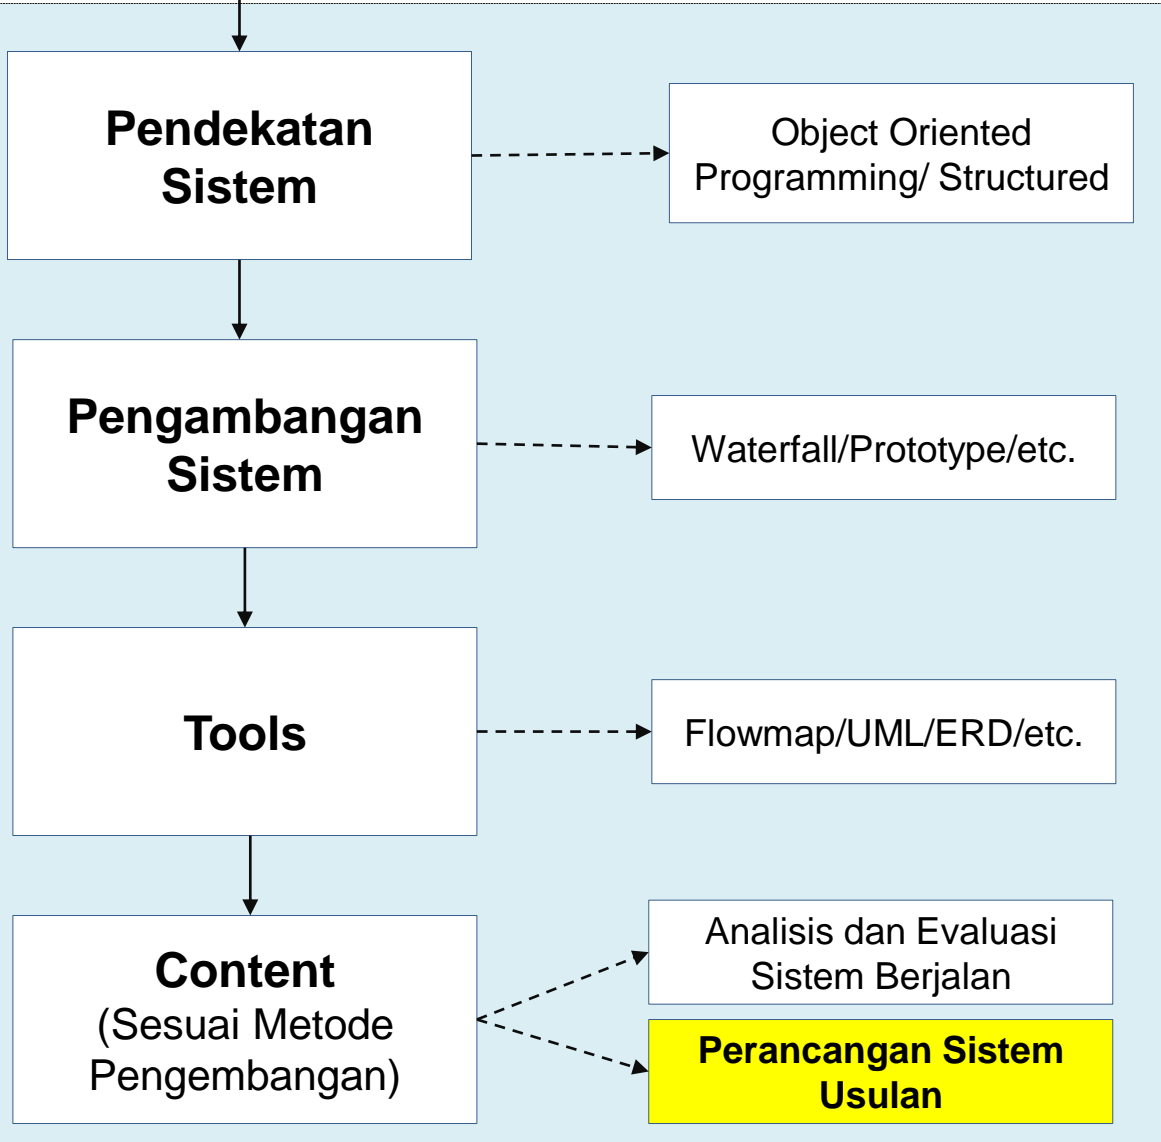 Pendekatan
Sistem
Object Oriented
Programming/ Structured
Pengambangan
Sistem
Waterfall/Prototype/etc.
Tools
Flowmap/UML/ERD/etc.
Content
(Sesuai Metode
Pengembangan)
Analisis dan Evaluasi
Sistem Berjalan
Perancangan Sistem
Usulan